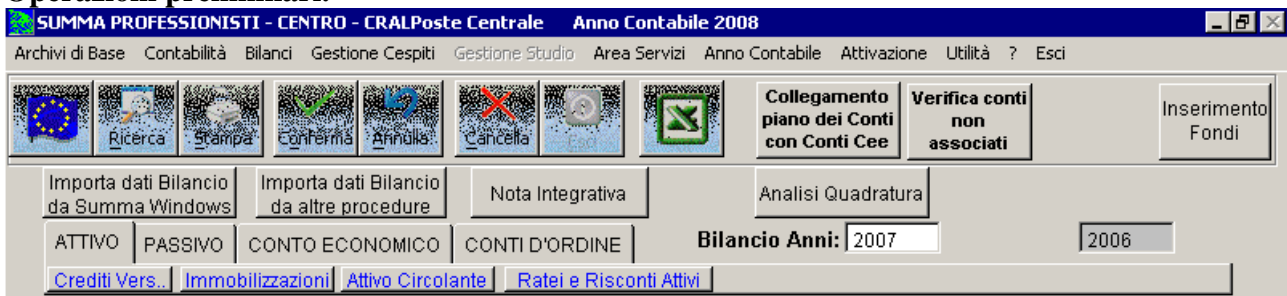 Operazioni preliminari.
SUMMA PROFESSIONISTI - CENTRO - CRALPoste Centrale Anno Contabile 2008
Archivi di Base Contabilità Bilanci Gestione Cespiti Gestione Studio Area Servizi Anno Contabile Attivazione Utilità ? Esci
Ricerca Stampa Conferma Annulla. Cancella Esci
Collegamento
piano dei Conti
con Conti Cee
Verifica conti
non
associati
Inserimento
Fondi
Importa dati Bilancio
da Summa Windows
Importa dati Bilancio
da altre procedure
Nota Integrativa
Analisi Quadratura
ATTIVO PASSIVO CONTO ECONOMICO CONTI D'ORDINE Bilancio Anni: 2007 2006
Crediti Vers.. Immobilizzazioni Attivo Circolante Ratei e Risconti Attivi